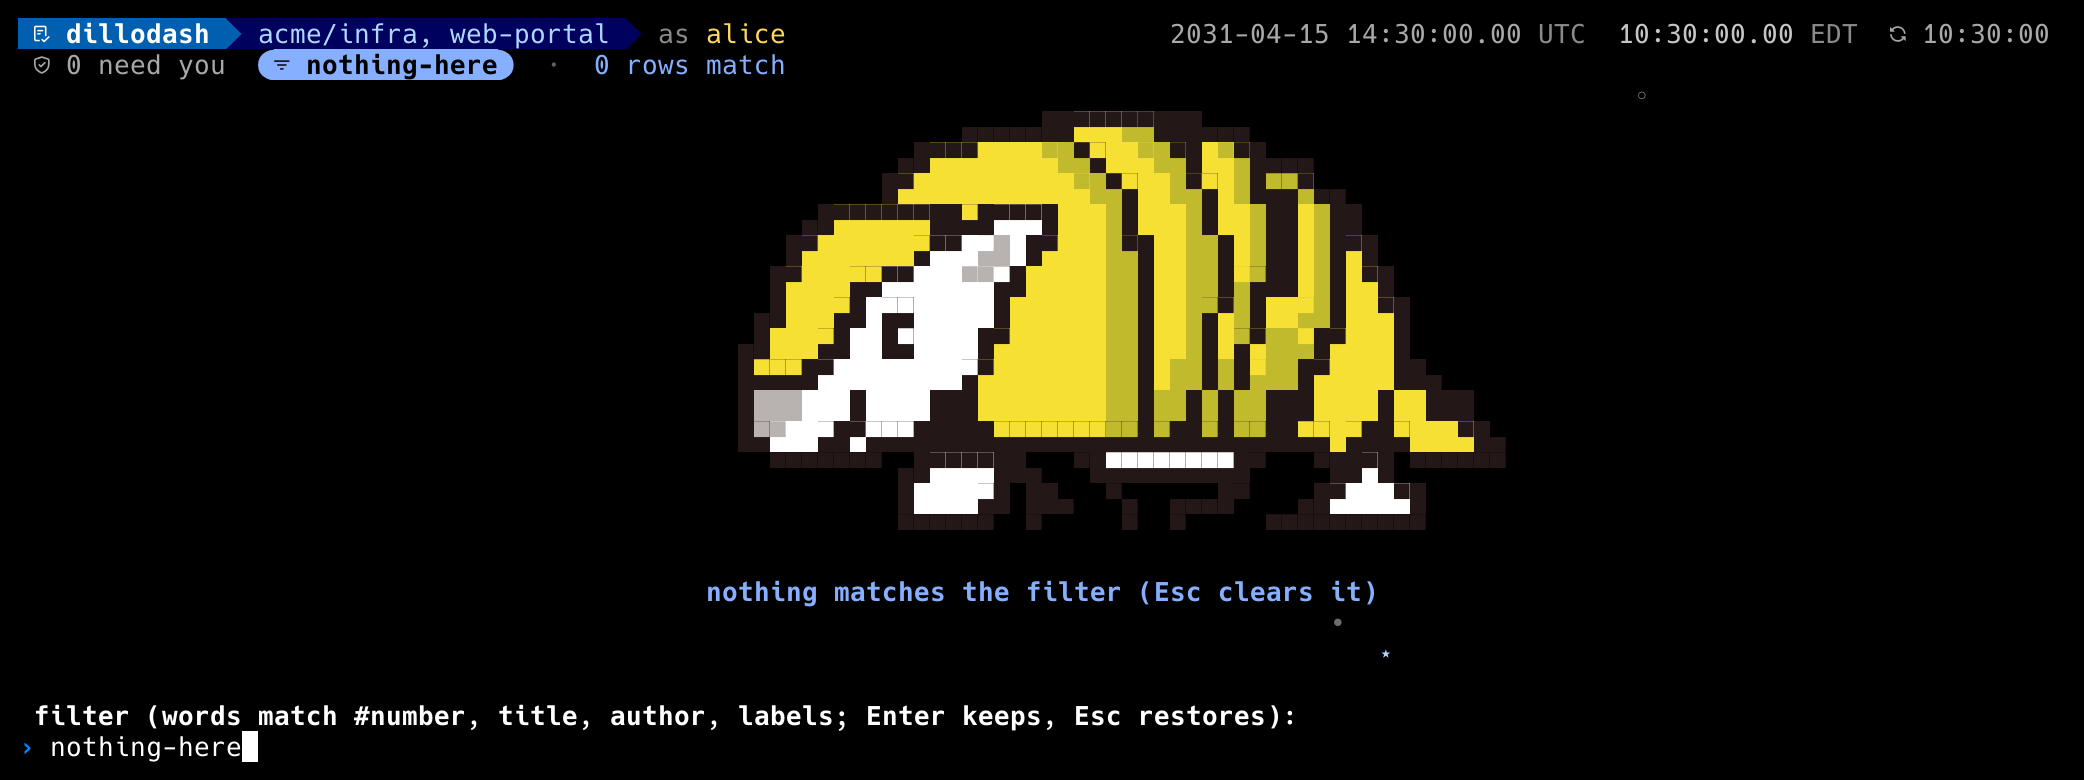 dillodash acme/infra, web-portal as alice 2031-04-15 14:30:00.00 UTC 10:30:00.00 EDT 10:30:00
0 need you nothing-here · 0 rows match
nothing matches the filter (Esc clears it)
filter (words match #number, title, author, labels; Enter keeps, Esc restores):
› nothing-here